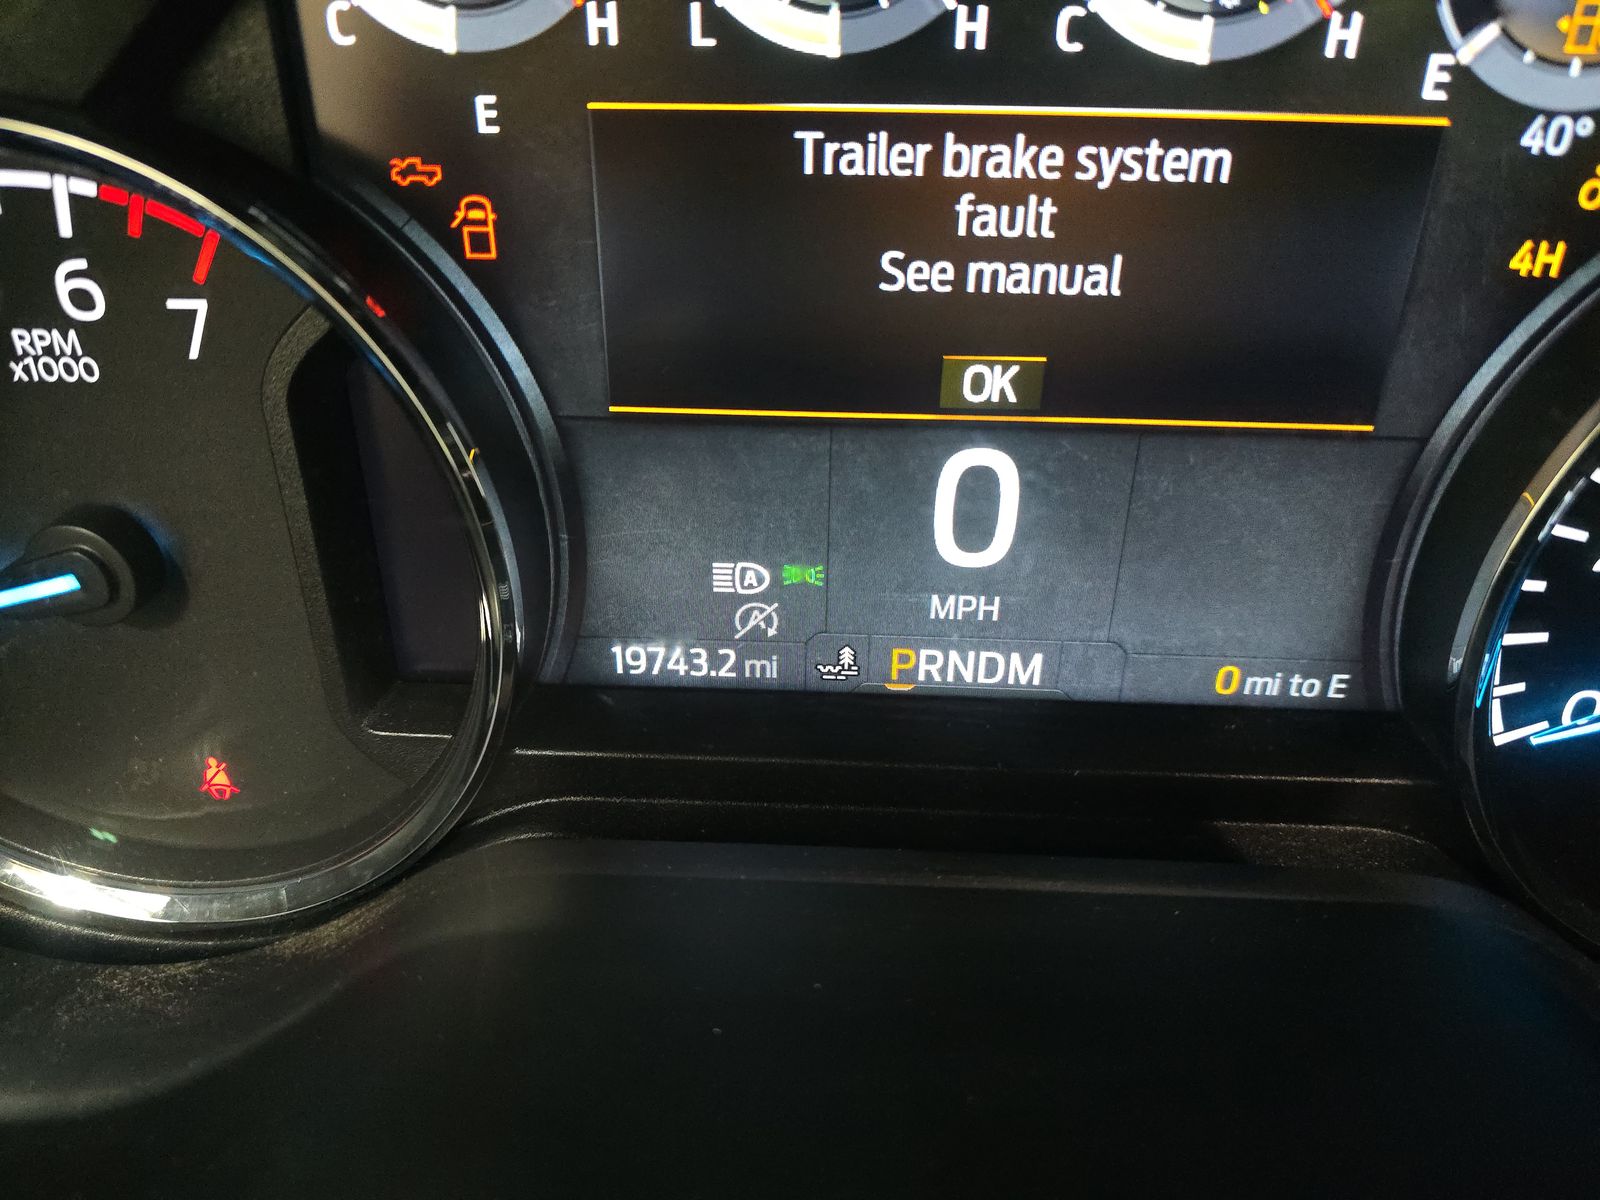 C H L H C H
E
E
40°
Trailer brake system
fault
See manual
OK
4H
6
7
RPM
x1000
0
MPH
A
A
19743.2 mi
PRNDM
0 mi to E
0